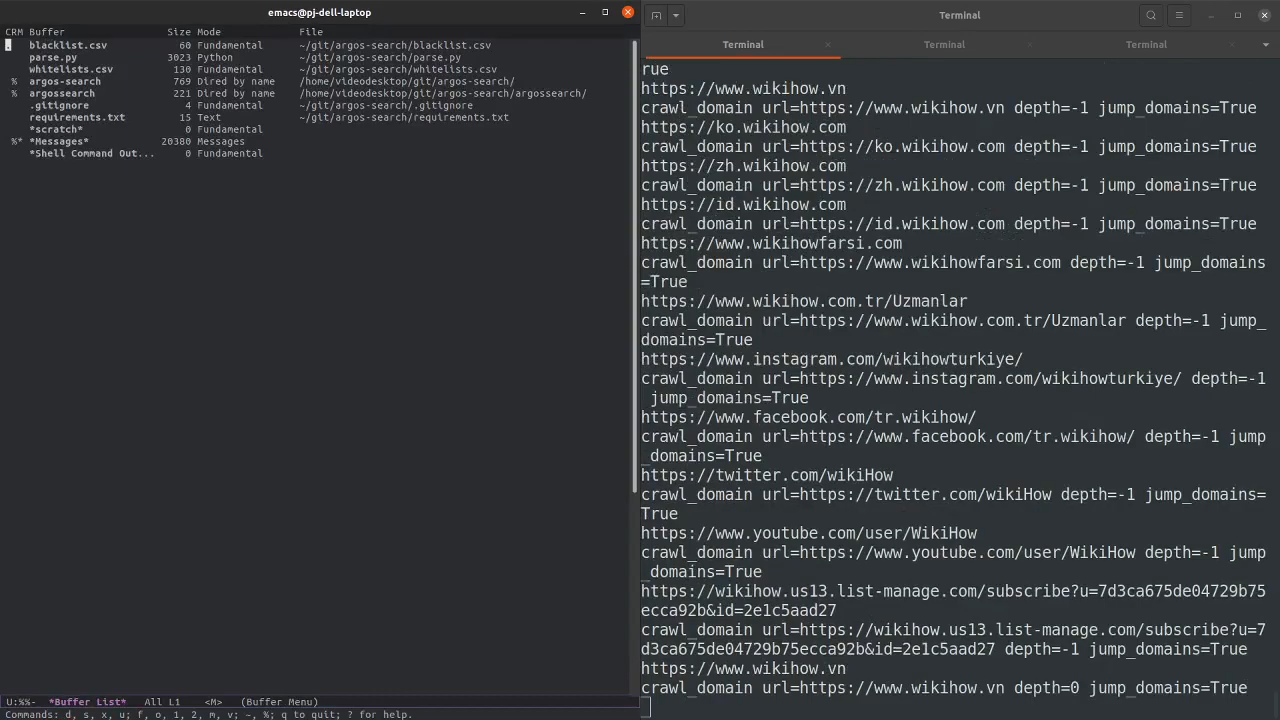 emacs@pj-dell-laptop
CRM Buffer Size Mode File
. blacklist.csv 60 Fundamental ~/git/argos-search/blacklist.csv
parse.py 3023 Python ~/git/argos-search/parse.py
whitelists.csv 130 Fundamental ~/git/argos-search/whitelists.csv
% argos-search 769 Dired by name /home/videodesktop/git/argos-search/
% argossearch 221 Dired by name /home/videodesktop/git/argos-search/argossearch/
.gitignore 4 Fundamental ~/git/argos-search/.gitignore
requirements.txt 15 Text ~/git/argos-search/requirements.txt
*scratch* 0 Fundamental
%* *Messages* 20380 Messages
*Shell Command Out... 0 Fundamental
U:%%- *Buffer List* All L1 <M> (Buffer Menu)
Commands: d, s, x, u; f, o, 1, 2, m, v; ~, %; q to quit; ? for help.
Terminal
Terminal × Terminal × Terminal ×
rue
https://www.wikihow.vn
crawl_domain url=https://www.wikihow.vn depth=-1 jump_domains=True
https://ko.wikihow.com
crawl_domain url=https://ko.wikihow.com depth=-1 jump_domains=True
https://zh.wikihow.com
crawl_domain url=https://zh.wikihow.com depth=-1 jump_domains=True
https://id.wikihow.com
crawl_domain url=https://id.wikihow.com depth=-1 jump_domains=True
https://www.wikihowfarsi.com
crawl_domain url=https://www.wikihowfarsi.com depth=-1 jump_domains
=True
https://www.wikihow.com.tr/Uzmanlar
crawl_domain url=https://www.wikihow.com.tr/Uzmanlar depth=-1 jump_
domains=True
https://www.instagram.com/wikihowturkiye/
crawl_domain url=https://www.instagram.com/wikihowturkiye/ depth=-1
jump_domains=True
https://www.facebook.com/tr.wikihow/
crawl_domain url=https://www.facebook.com/tr.wikihow/ depth=-1 jump
_domains=True
https://twitter.com/wikiHow
crawl_domain url=https://twitter.com/wikiHow depth=-1 jump_domains=
True
https://www.youtube.com/user/WikiHow
crawl_domain url=https://www.youtube.com/user/WikiHow depth=-1 jump
_domains=True
https://wikihow.us13.list-manage.com/subscribe?u=7d3ca675de04729b75
ecca92b&id=2e1c5aad27
crawl_domain url=https://wikihow.us13.list-manage.com/subscribe?u=7
d3ca675de04729b75ecca92b&id=2e1c5aad27 depth=-1 jump_domains=True
https://www.wikihow.vn
crawl_domain url=https://www.wikihow.vn depth=0 jump_domains=True